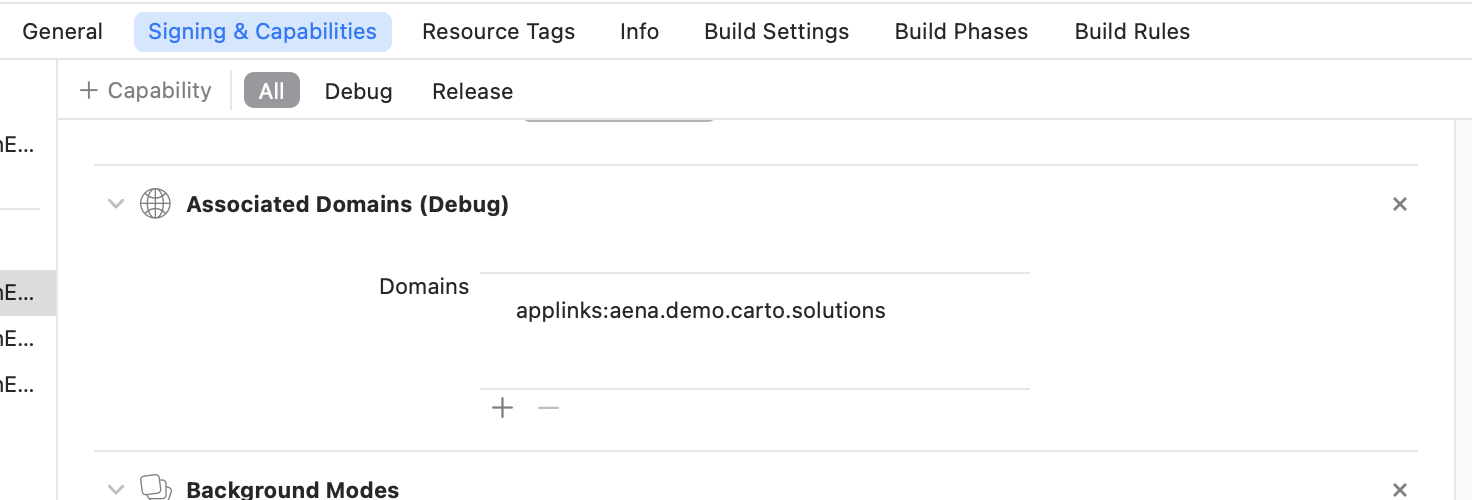 General Signing & Capabilities Resource Tags Info Build Settings Build Phases Build Rules
+ Capability All Debug Release
nE...
Associated Domains (Debug)
Domains
applinks:aena.demo.carto.solutions
nE...
nE...
nE...
Background Modes